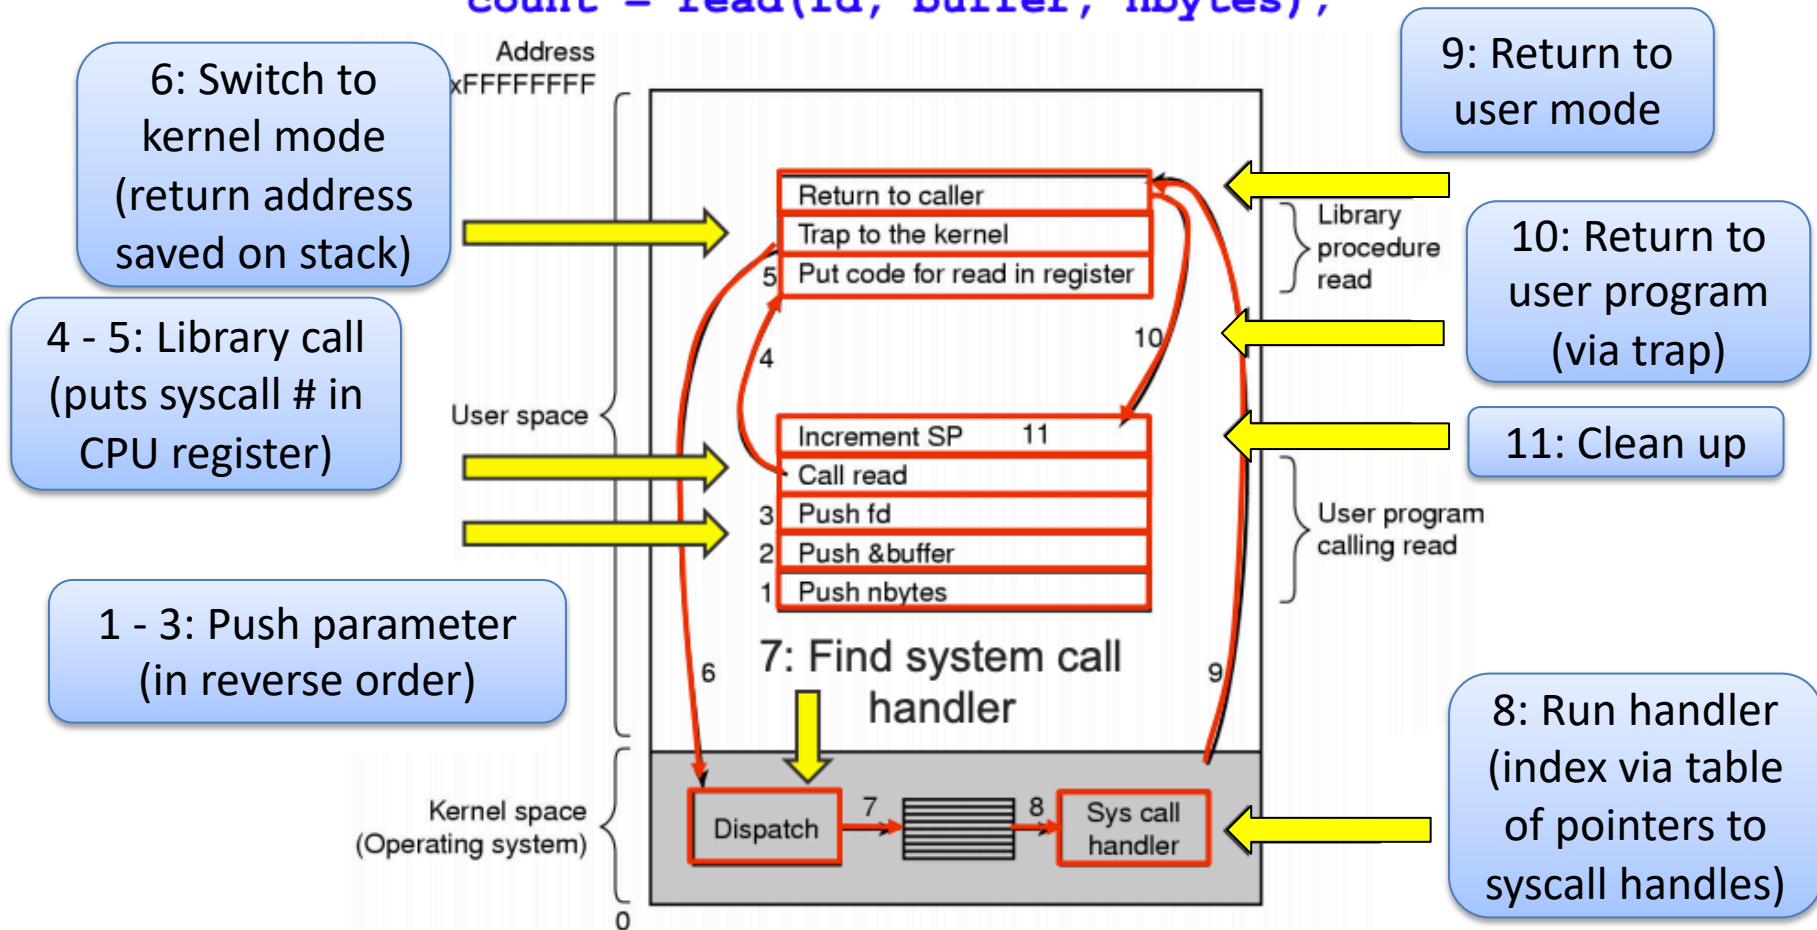 count = read(fd, buffer, nbytes);
Address
xFFFFFFFF
6: Switch to
kernel mode
(return address
saved on stack)
9: Return to
user mode
Return to caller
Trap to the kernel
5 Put code for read in register
Library
procedure
read
10: Return to
user program
(via trap)
4 - 5: Library call
(puts syscall # in
CPU register)
4
10
User space
Increment SP 11
Call read
3 Push fd
2 Push &buffer
1 Push nbytes
11: Clean up
User program
calling read
1 - 3: Push parameter
(in reverse order)
6
7: Find system call
handler
9
8: Run handler
(index via table
of pointers to
syscall handles)
Kernel space
(Operating system)
Dispatch
7
8
Sys call
handler
0